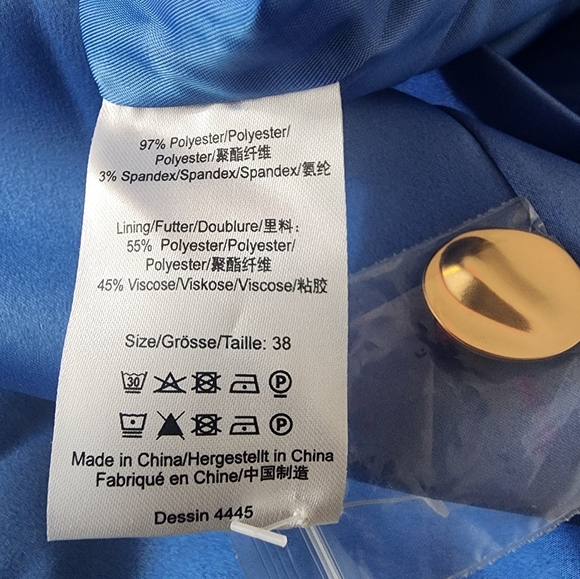 97% Polyester/Polyester/
Polyester/聚酯纤维
3% Spandex/Spandex/Spandex/氨纶
Lining/Futter/Doublure/里料：
55% Polyester/Polyester/
Polyester/聚酯纤维
45% Viscose/Viskose/Viscose/粘胶
Size/Grösse/Taille: 38
30 P
P
Made in China/Hergestellt in China
Fabriqué en Chine/中国制造
Dessin 4445